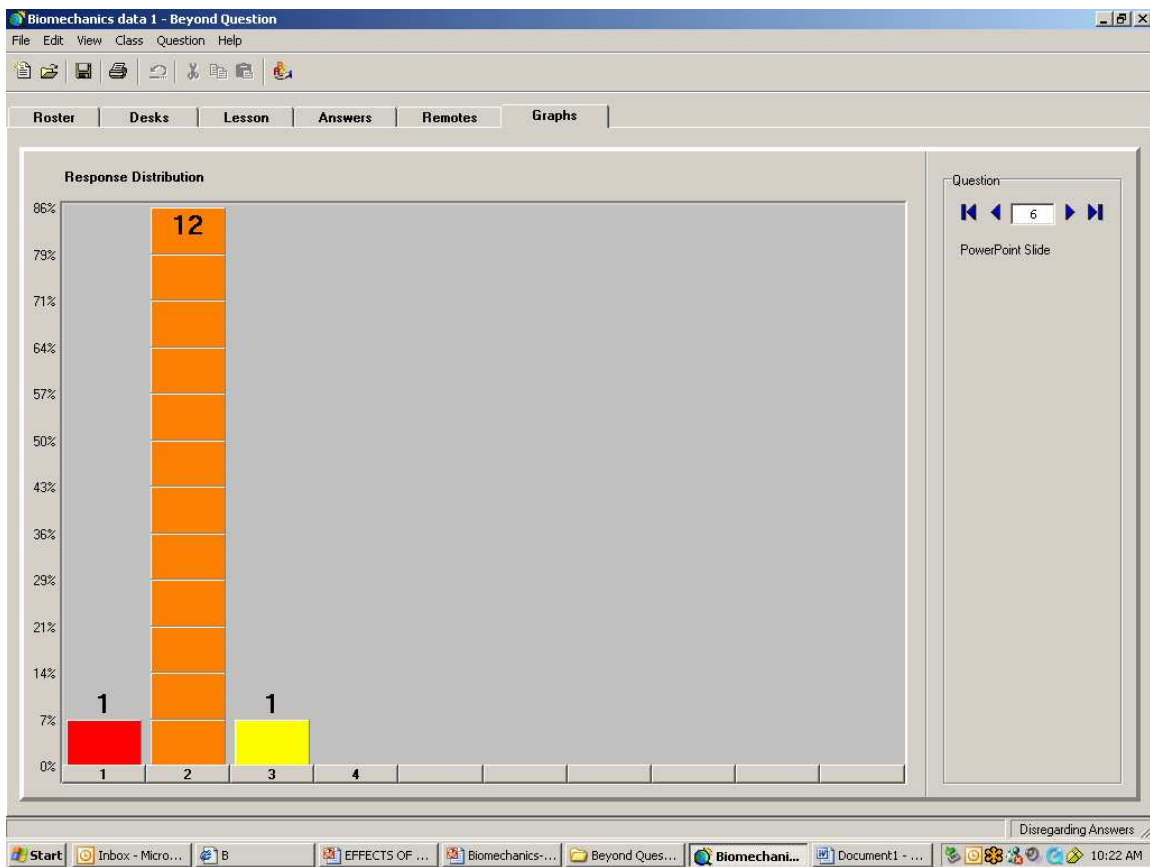 Biomechanics data 1 - Beyond Question
File Edit View Class Question Help
Roster Desks Lesson Answers Remotes Graphs
Response Distribution
Question
6
PowerPoint Slide
86%
12
79%
71%
64%
57%
50%
43%
36%
29%
21%
14%
1 1
7%
0%
1 2 3 4
Disregarding Answers
Start Inbox - Micro... B EFFECTS OF ... Biomechanics-... Beyond Ques... Biomechani... Document1 - ... 10:22 AM